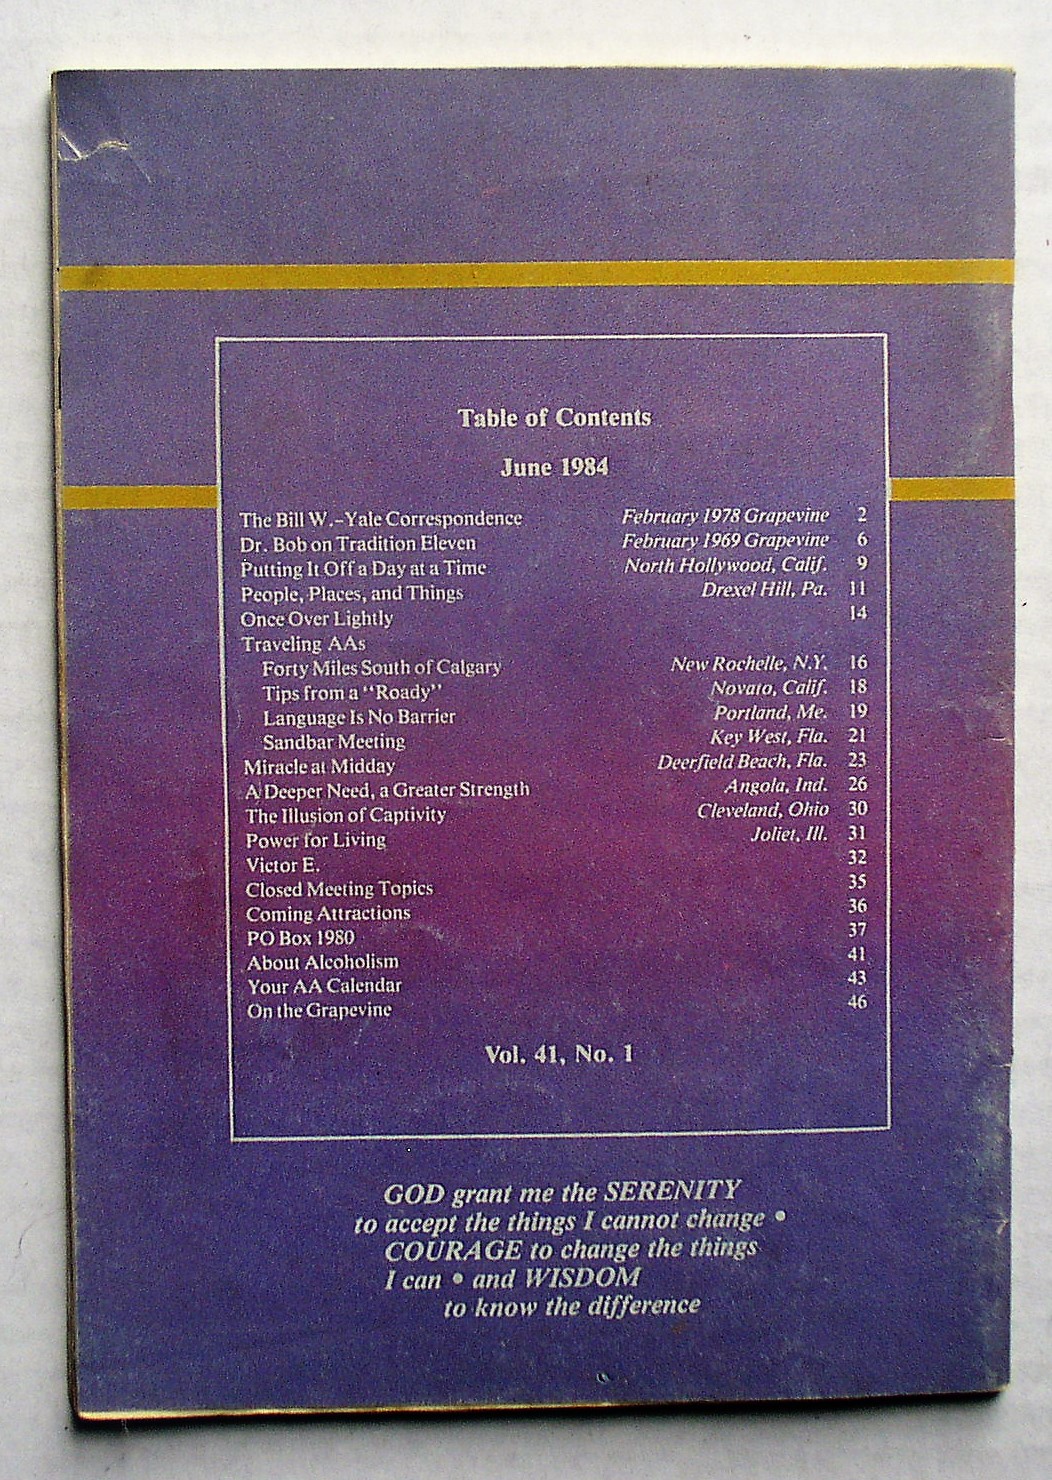 Table of Contents
June 1984
The Bill W.-Yale Correspondence February 1978 Grapevine 2
Dr. Bob on Tradition Eleven February 1969 Grapevine 6
Putting It Off a Day at a Time North Hollywood, Calif. 9
People, Places, and Things Drexel Hill, Pa. 11
Once Over Lightly 14
Traveling AAs
Forty Miles South of Calgary New Rochelle, N.Y. 16
Tips from a "Roady" Novato, Calif. 18
Language Is No Barrier Portland, Me. 19
Sandbar Meeting Key West, Fla. 21
Miracle at Midday Deerfield Beach, Fla. 23
A Deeper Need, a Greater Strength Angola, Ind. 26
The Illusion of Captivity Cleveland, Ohio 30
Power for Living Joliet, Ill. 31
Victor E. 32
Closed Meeting Topics 35
Coming Attractions 36
PO Box 1980 37
About Alcoholism 41
Your AA Calendar 43
On the Grapevine 46
Vol. 41, No. 1
GOD grant me the SERENITY
to accept the things I cannot change •
COURAGE to change the things
I can • and WISDOM
to know the difference